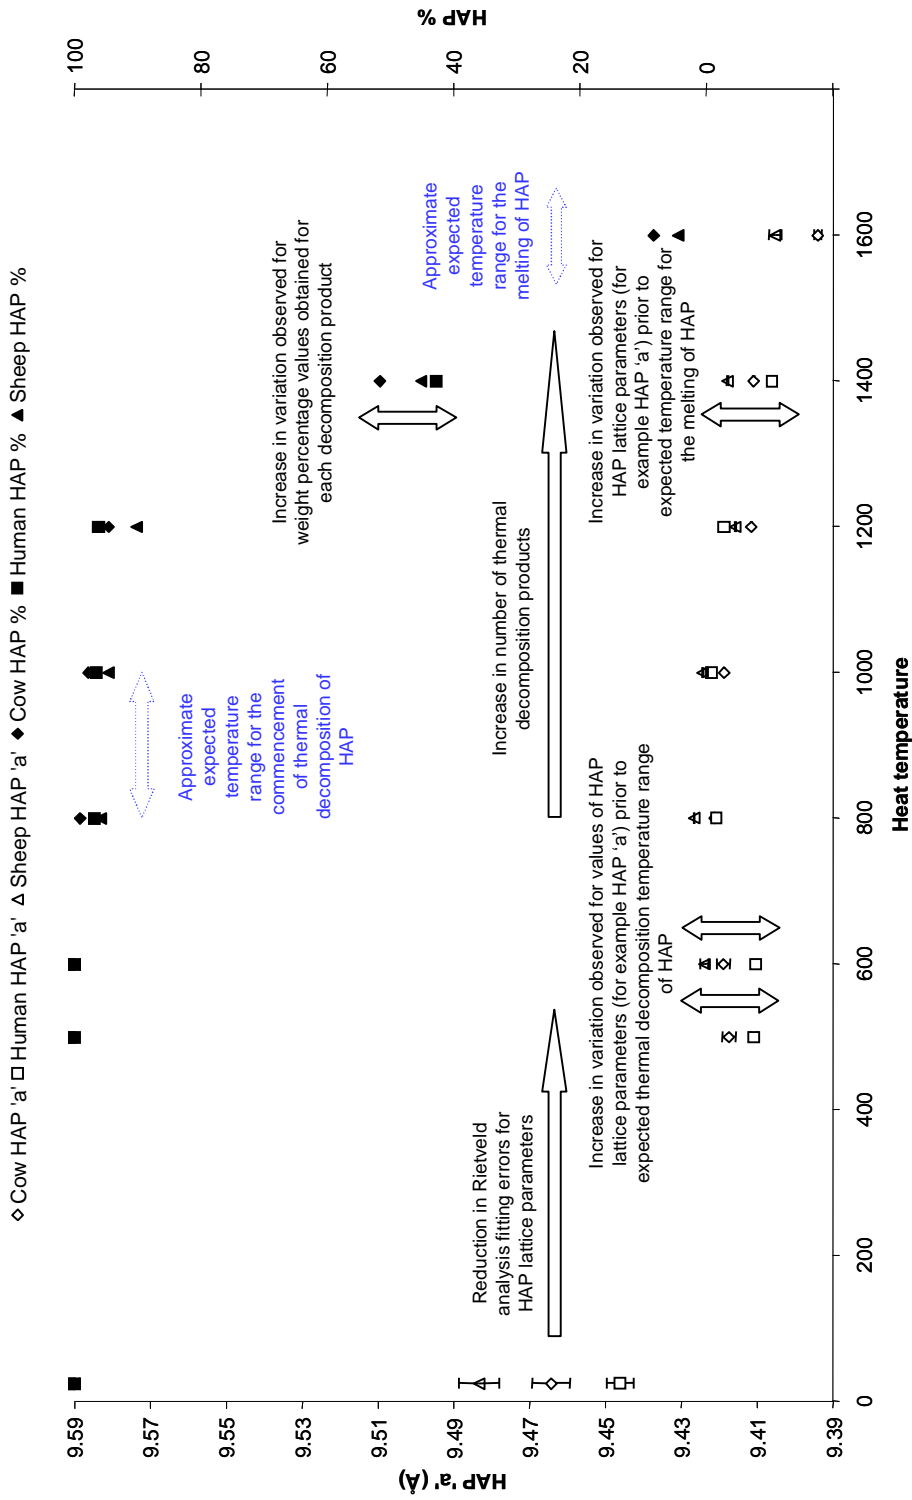 ◇ Cow HAP 'a' □ Human HAP 'a' △ Sheep HAP 'a' ◆ Cow HAP % ■ Human HAP % ▲ Sheep HAP %
HAP 'a' (Å)
9.59
9.57
9.55
9.53
9.51
9.49
9.47
9.45
9.43
9.41
9.39
HAP %
100
80
60
40
20
0
Approximate
expected
temperature
range for the
commencement
of thermal
decomposition of
HAP
Increase in variation observed for
weight percentage values obtained for
each decomposition product
Approximate
expected
temperature
range for the
melting of HAP
Reduction in Rietveld
analysis fitting errors for
HAP lattice parameters
Increase in number of thermal
decomposition products
Increase in variation observed for values of HAP
lattice parameters (for example HAP ‘a’) prior to
expected thermal decomposition temperature range
of HAP
Increase in variation observed for
HAP lattice parameters (for
example HAP ‘a’) prior to
expected temperature range for
the melting of HAP
0
200
400
600
800
1000
1200
1400
1600
Heat temperature